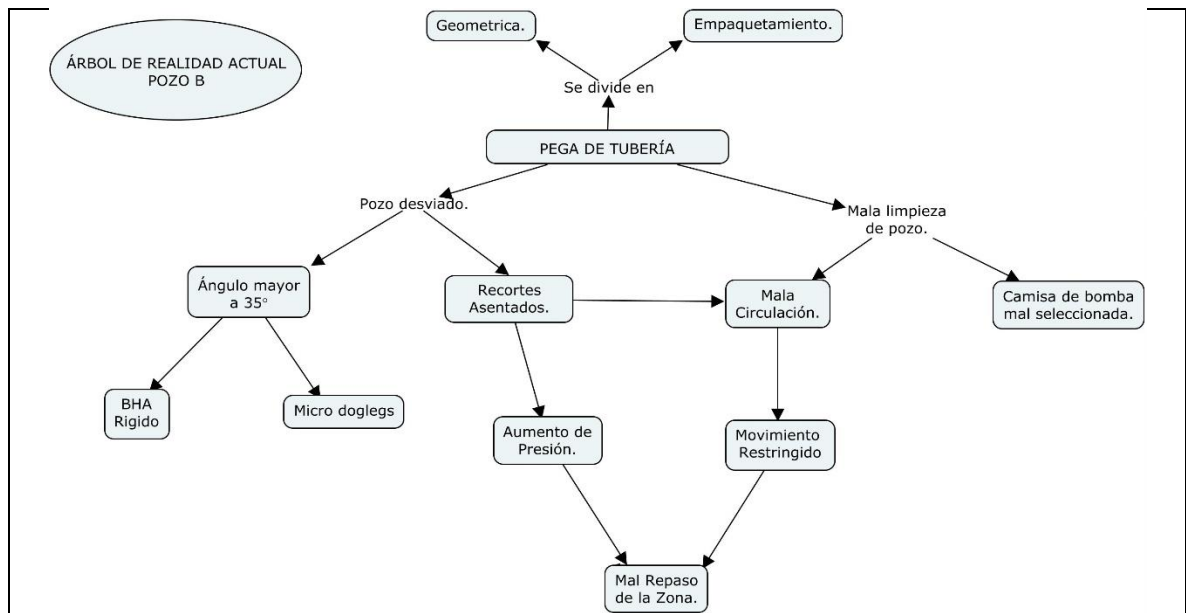 Geometrica.
Empaquetamiento.
ÁRBOL DE REALIDAD ACTUAL
POZO B
Se divide en
PEGA DE TUBERÍA
Pozo desviado.
Mala limpieza
de pozo.
Ángulo mayor
a 35°
Recortes
Asentados.
Mala
Circulación.
Camisa de bomba
mal seleccionada.
BHA
Rigido
Micro doglegs
Aumento de
Presión.
Movimiento
Restringido
Mal Repaso
de la Zona.